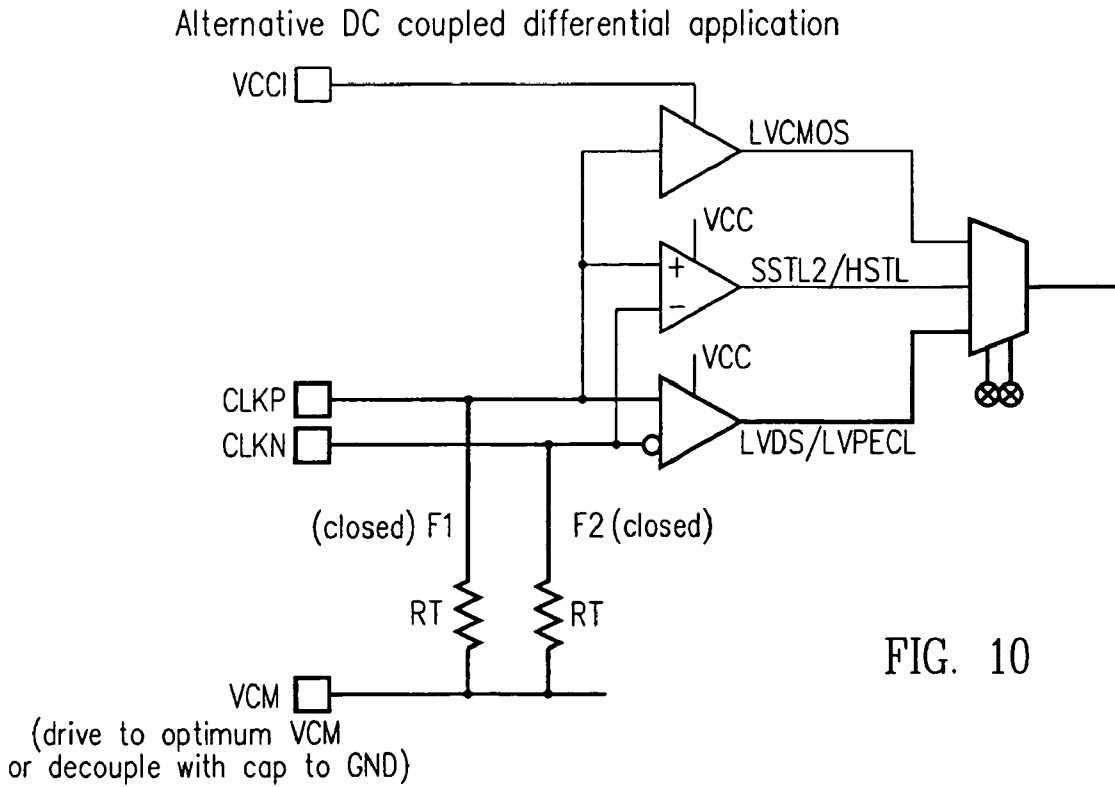 Alternative DC coupled differential application
VCCI
LVCMOS
VCC
+
-
SSTL2/HSTL
VCC
CLKP
CLKN
LVDS/LVPECL
(closed) F1
F2 (closed)
RT
RT
FIG. 10
VCM
(drive to optimum VCM
or decouple with cap to GND)